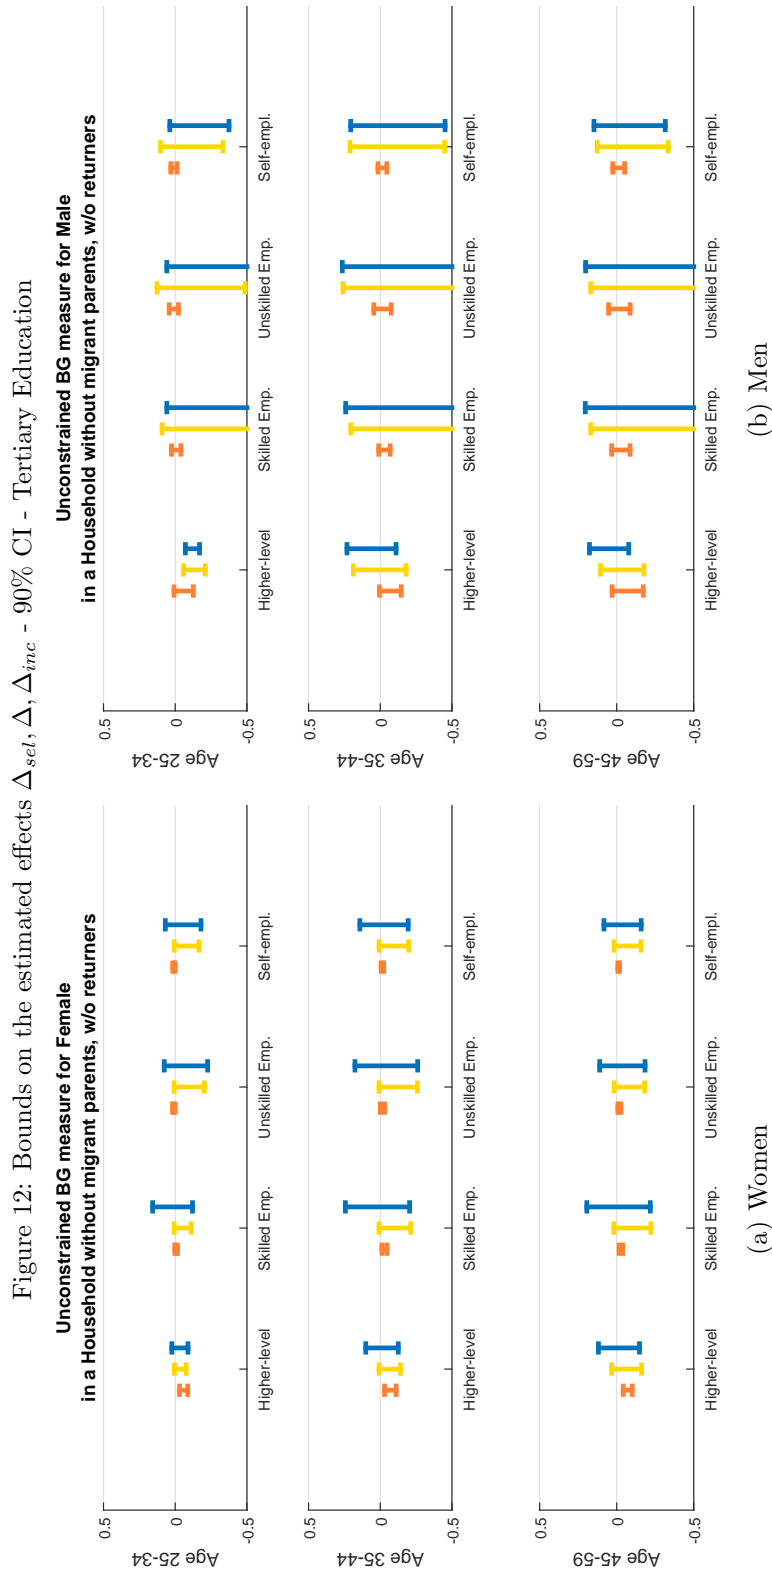 Figure 12: Bounds on the estimated effects Δsel, Δ, Δinc - 90% CI - Tertiary Education
Unconstrained BG measure for Female
in a Household without migrant parents, w/o returners
0.5
0
-0.5
Age 25-34
Higher-level
Skilled Emp.
Unskilled Emp.
Self-empl.
0.5
0
-0.5
Age 35-44
Higher-level
Skilled Emp.
Unskilled Emp.
Self-empl.
0.5
0
-0.5
Age 45-59
Higher-level
Skilled Emp.
Unskilled Emp.
Self-empl.
(a) Women
Unconstrained BG measure for Male
in a Household without migrant parents, w/o returners
0.5
0
-0.5
Age 25-34
Higher-level
Skilled Emp.
Unskilled Emp.
Self-empl.
0.5
0
-0.5
Age 35-44
Higher-level
Skilled Emp.
Unskilled Emp.
Self-empl.
0.5
0
-0.5
Age 45-59
Higher-level
Skilled Emp.
Unskilled Emp.
Self-empl.
(b) Men